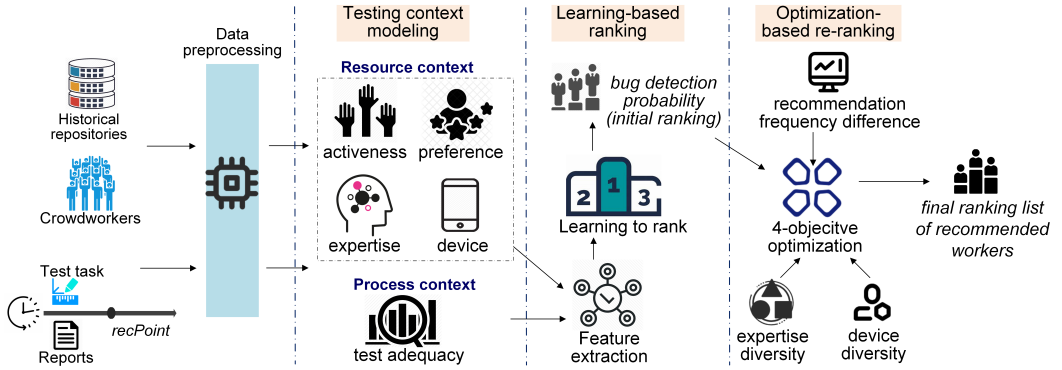 Data
preprocessing
Historical
repositories
Crowdworkers
Test task
recPoint
Reports
Testing context
modeling
Resource context
activeness
preference
expertise
device
Process context
test adequacy
Learning-based
ranking
bug detection
probability
(initial ranking)
2 1 3
Learning to rank
Feature
extraction
Optimization-
based re-ranking
recommendation
frequency difference
4-objecitve
optimization
expertise
diversity
device
diversity
final ranking list
of recommended
workers